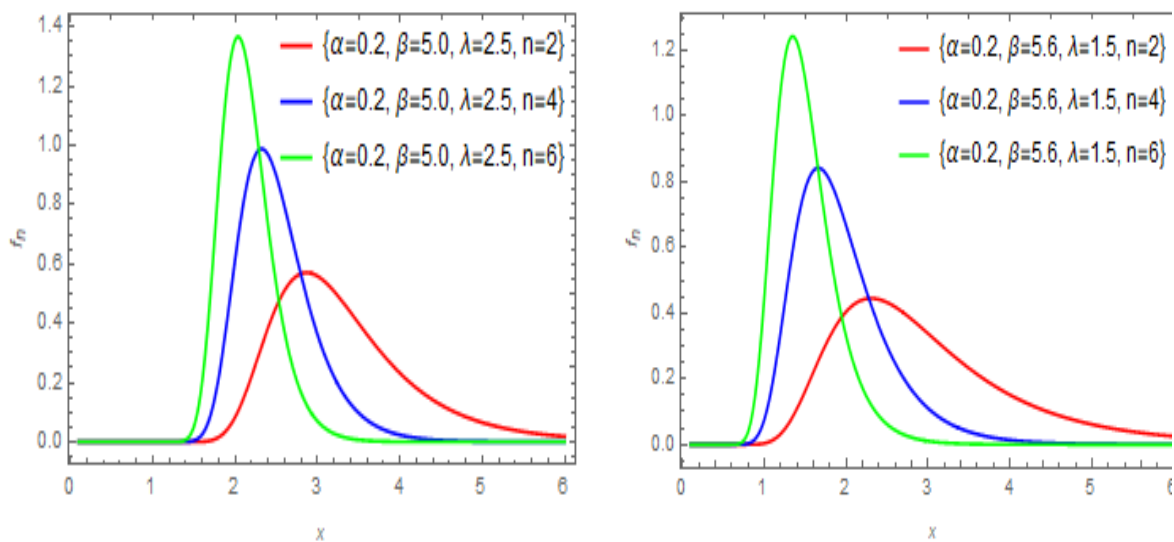 1.4
1.2
1.0
0.8
0.6
0.4
0.2
0.0
fn
{α=0.2, β=5.0, λ=2.5, n=2}
{α=0.2, β=5.0, λ=2.5, n=4}
{α=0.2, β=5.0, λ=2.5, n=6}
0 1 2 3 4 5 6
x
1.2
1.0
0.8
0.6
0.4
0.2
0.0
fn
{α=0.2, β=5.6, λ=1.5, n=2}
{α=0.2, β=5.6, λ=1.5, n=4}
{α=0.2, β=5.6, λ=1.5, n=6}
0 1 2 3 4 5 6
x